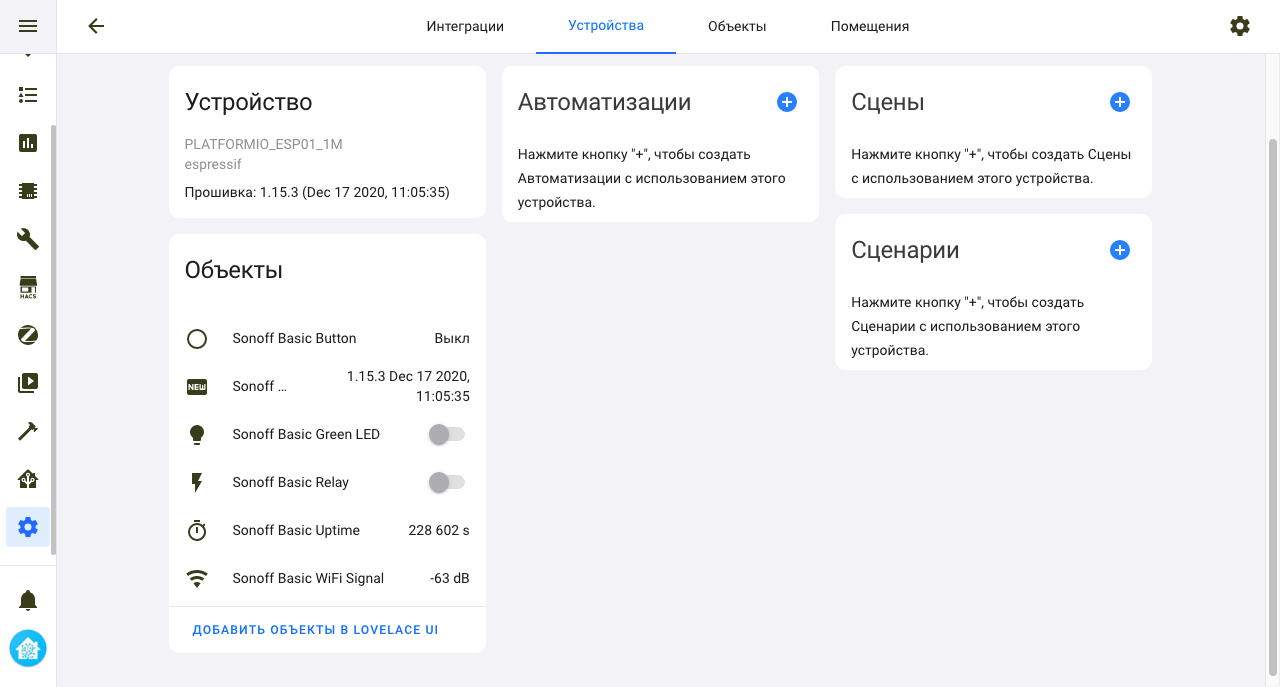 Интеграции
Устройства
Объекты
Помещения
HACS
Устройство
PLATFORMIO_ESP01_1M
espressif
Прошивка: 1.15.3 (Dec 17 2020, 11:05:35)
Объекты
Sonoff Basic Button
Выкл
NEW
Sonoff ...
1.15.3 Dec 17 2020,
11:05:35
Sonoff Basic Green LED
Sonoff Basic Relay
Sonoff Basic Uptime
228 602 s
Sonoff Basic WiFi Signal
-63 dB
ДОБАВИТЬ ОБЪЕКТЫ В LOVELACE UI
Автоматизации
Нажмите кнопку "+", чтобы создать
Автоматизации с использованием этого
устройства.
Сцены
Нажмите кнопку "+", чтобы создать Сцены
с использованием этого устройства.
Сценарии
Нажмите кнопку "+", чтобы создать
Сценарии с использованием этого
устройства.